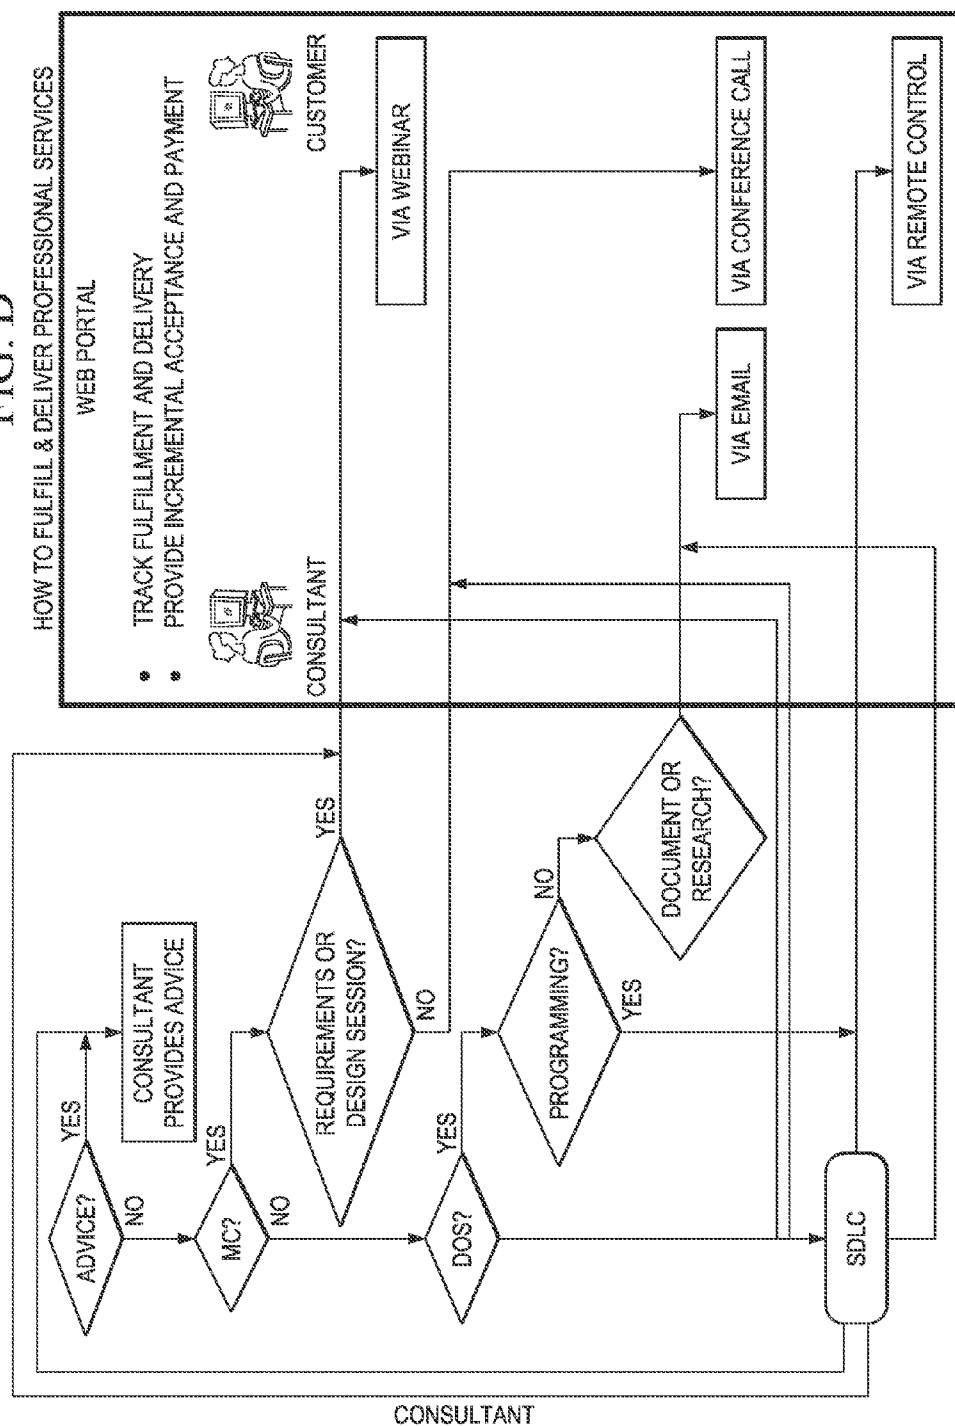 FIG. D
HOW TO FULFILL & DELIVER PROFESSIONAL SERVICES
WEB PORTAL
• TRACK FULFILLMENT AND DELIVERY
• PROVIDE INCREMENTAL ACCEPTANCE AND PAYMENT
CONSULTANT
CUSTOMER
ADVICE?
YES
NO
CONSULTANT
PROVIDES ADVICE
MC?
YES
NO
REQUIREMENTS OR
DESIGN SESSION?
YES
NO
VIA WEBINAR
DOS?
YES
PROGRAMMING?
NO
YES
DOCUMENT OR
RESEARCH?
VIA EMAIL
VIA CONFERENCE CALL
SDLC
VIA REMOTE CONTROL
CONSULTANT